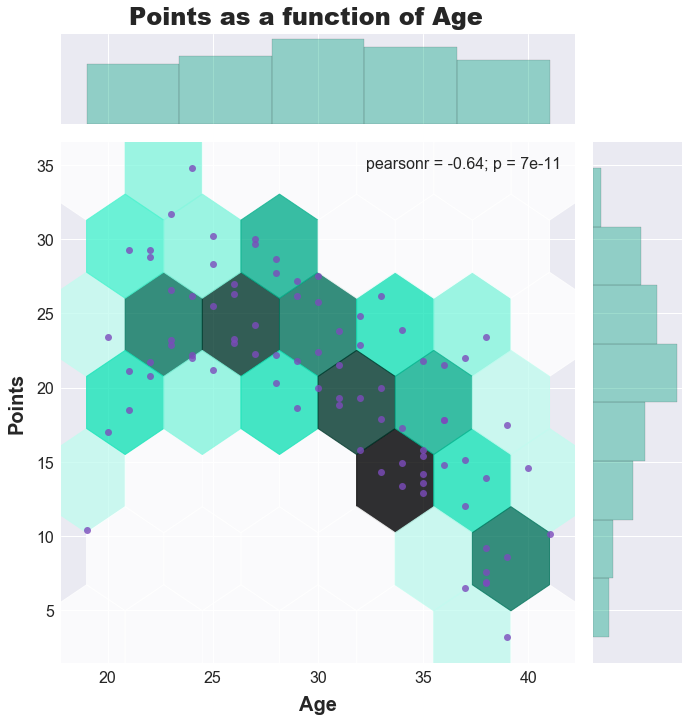 Points as a function of Age
pearsonr = -0.64; p = 7e-11
35
30
25
20
15
10
5
Points
20 25 30 35 40
Age